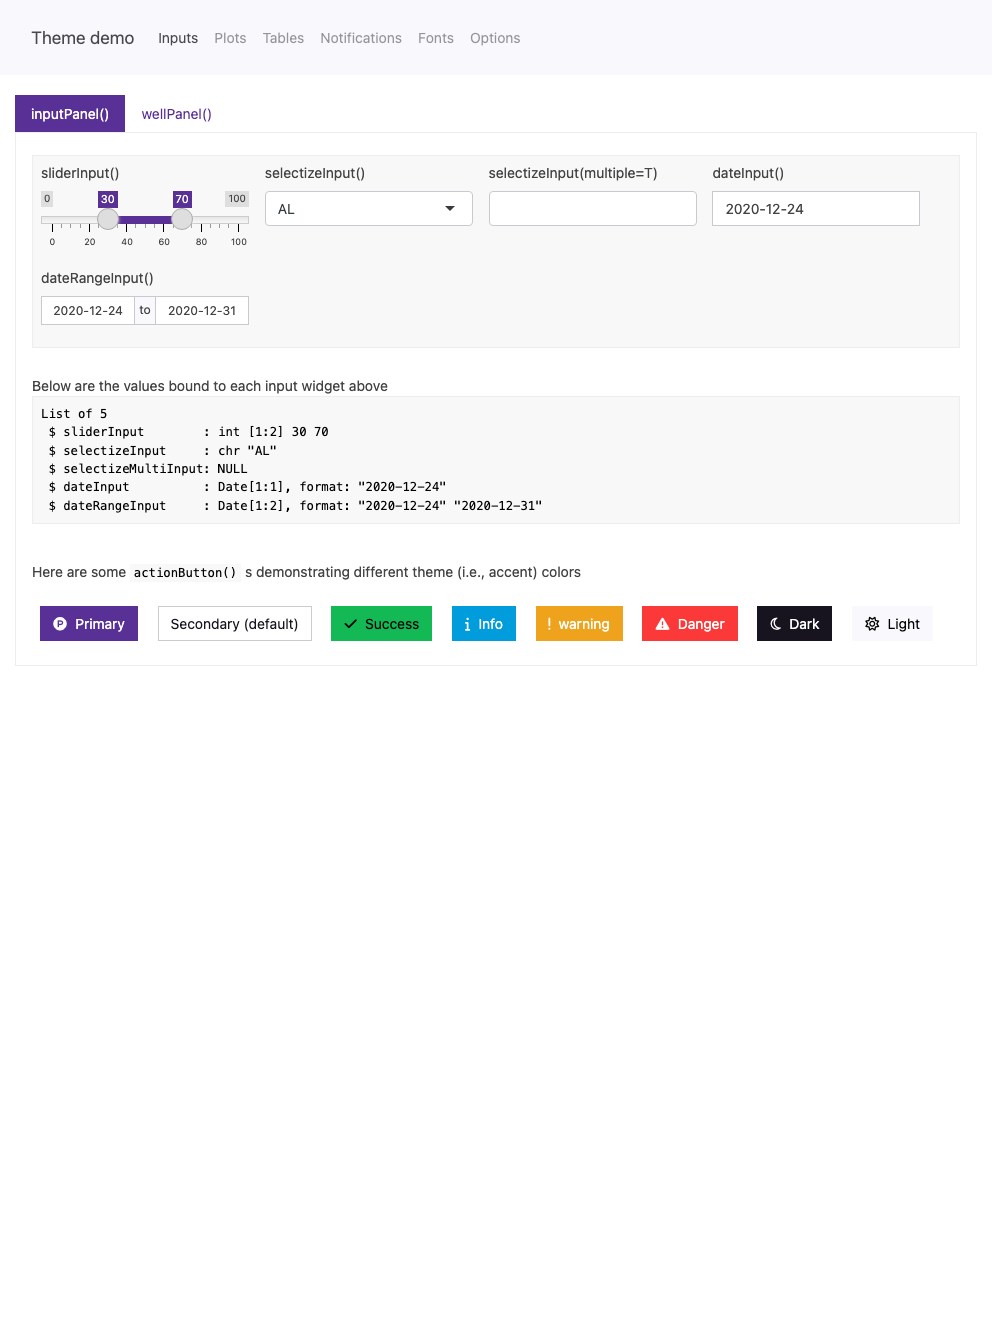 Theme demo Inputs Plots Tables Notifications Fonts Options
inputPanel() wellPanel()
sliderInput() selectizeInput() selectizeInput(multiple=T) dateInput()
0 30 70 100
AL 2020-12-24
0 20 40 60 80 100
dateRangeInput()
2020-12-24 to 2020-12-31
Below are the values bound to each input widget above
List of 5
 $ sliderInput        : int [1:2] 30 70
 $ selectizeInput     : chr "AL"
 $ selectizeMultiInput: NULL
 $ dateInput          : Date[1:1], format: "2020-12-24"
 $ dateRangeInput     : Date[1:2], format: "2020-12-24" "2020-12-31"
Here are some actionButton() s demonstrating different theme (i.e., accent) colors
P Primary Secondary (default) Success i Info ! warning Danger Dark Light